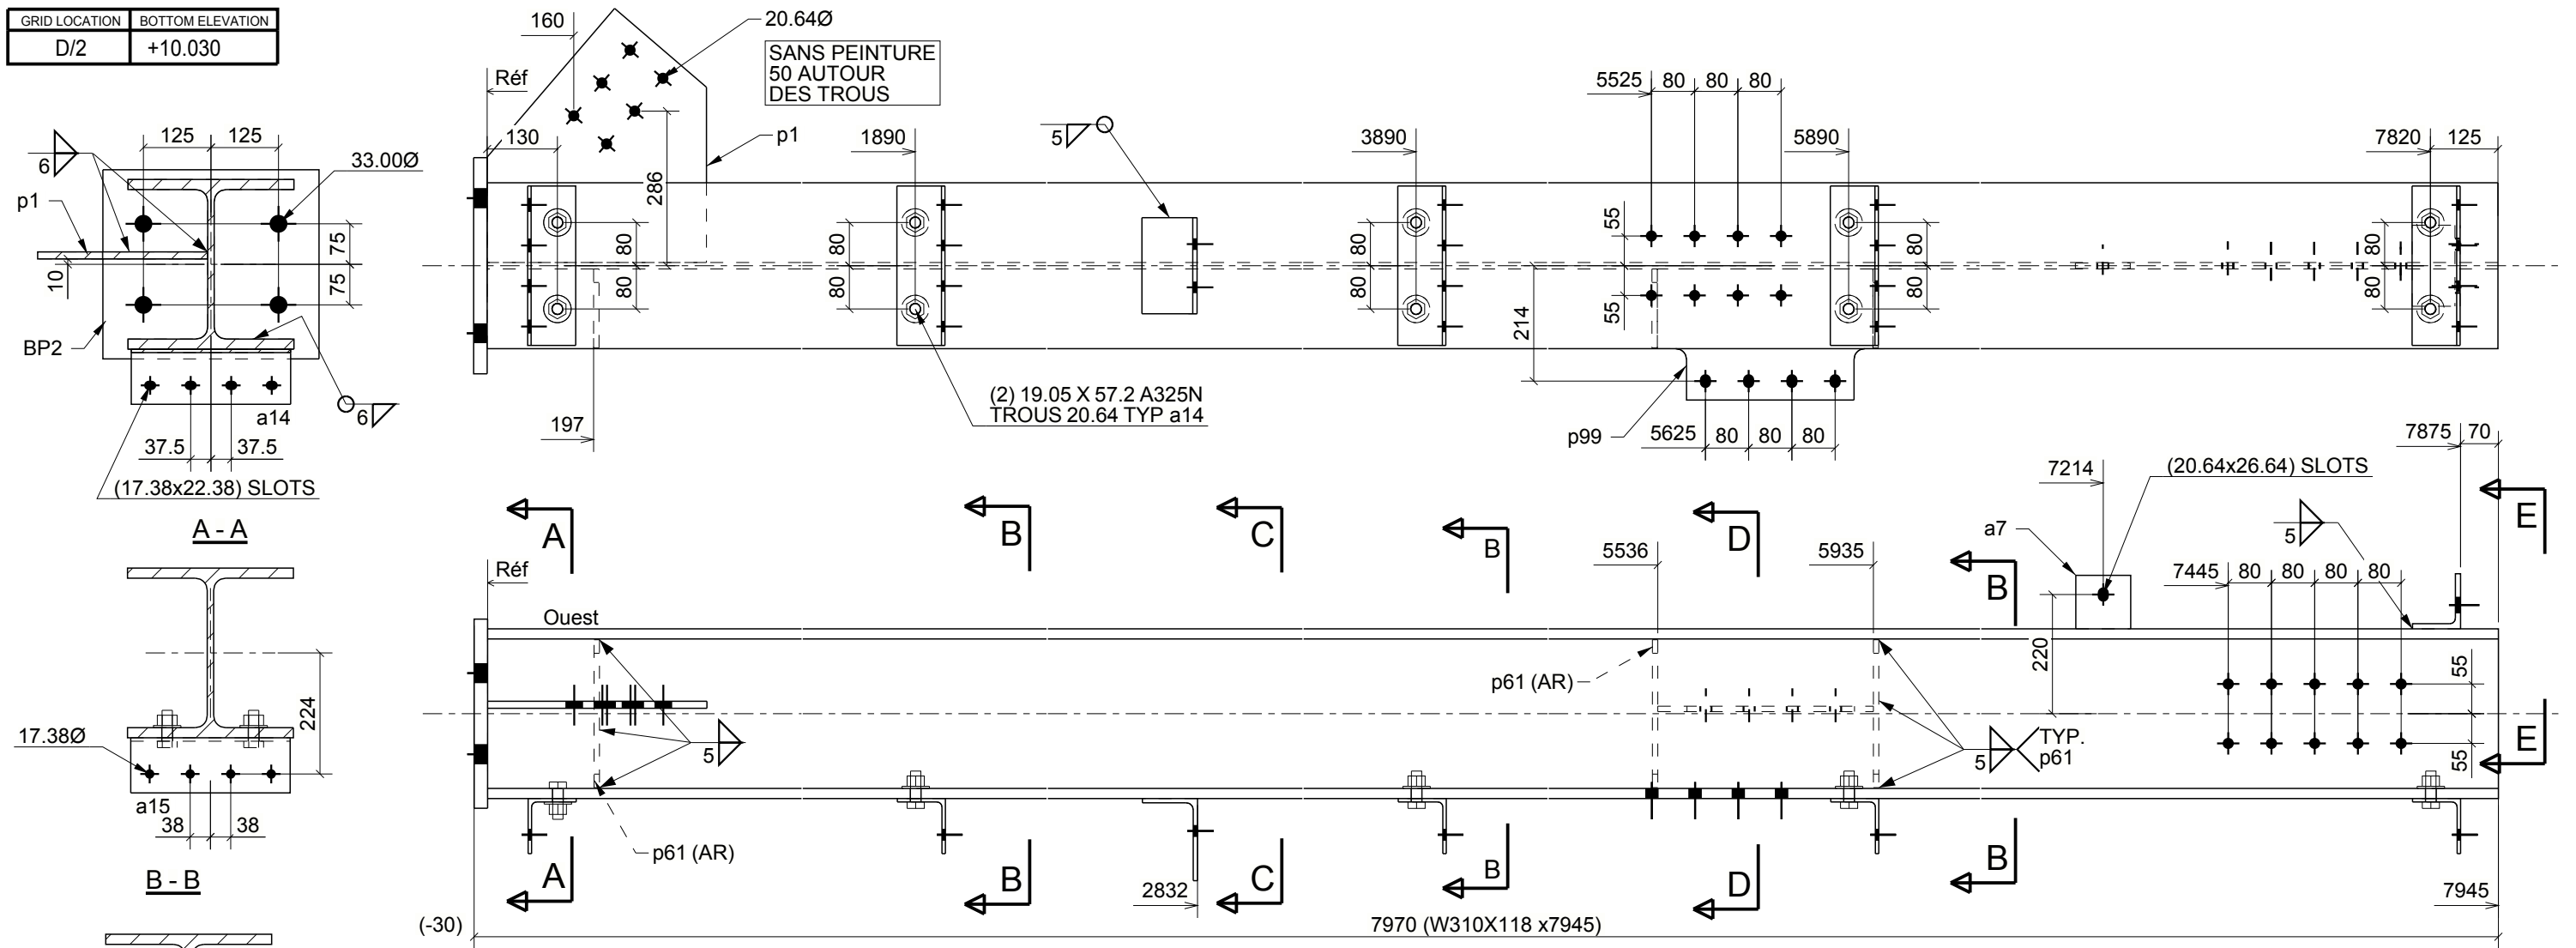 GRID LOCATION BOTTOM ELEVATION
D/2 +10.030
160
20.64Ø
SANS PEINTURE
50 AUTOUR
DES TROUS
Réf
130
p1
286
1890
5
3890
5525 80 80 80
5890
7820 125
80
80
80
80
80
80
55
55
80
80
80
80
214
197
(2) 19.05 X 57.2 A325N
TROUS 20.64 TYP a14
p99
5625 80 80 80
125 125
6
33.00Ø
p1
75
75
10
BP2
a14
6
37.5 37.5
(17.38x22.38) SLOTS
A - A
224
17.38Ø
a15
38 38
B - B
A
B
C
B
D
B
E
7875 70
7214
(20.64x26.64) SLOTS
a7
5
Réf
Ouest
5536
5935
7445 80 80 80 80
220
55
55
p61 (AR)
5
5
TYP.
p61
p61 (AR)
A
B
C
B
D
B
E
2832
7945
(-30)
7970 (W310X118 x7945)